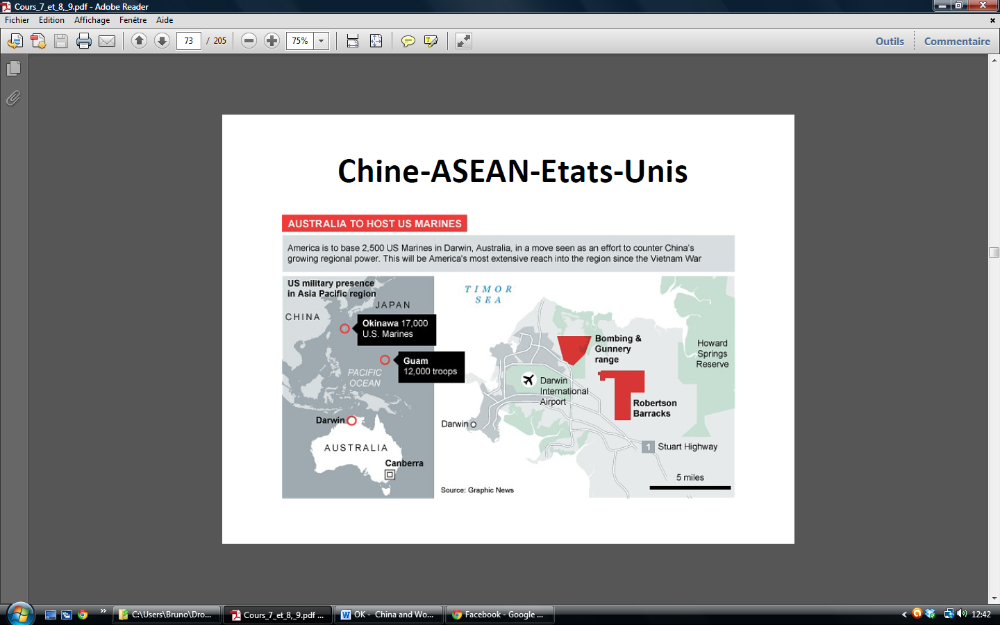 Cours_7_et_8,_9.pdf - Adobe Reader
Fichier Edition Affichage Fenêtre Aide
73 / 205 75% Outils Commentaire
Chine-ASEAN-Etats-Unis
AUSTRALIA TO HOST US MARINES
America is to base 2,500 US Marines in Darwin, Australia, in a move seen as an effort to counter China's
growing regional power. This will be America's most extensive reach into the region since the Vietnam War
US military presence
in Asia Pacific region
JAPAN
CHINA
Okinawa 17,000
U.S. Marines
Guam
12,000 troops
PACIFIC
OCEAN
Darwin
AUSTRALIA
Canberra
TIMOR
SEA
Bombing &
Gunnery
range
Howard
Springs
Reserve
Darwin
International
Airport
Robertson
Barracks
Darwin
1 Stuart Highway
5 miles
Source: Graphic News
C:\Users\Bruno\Dro... Cours_7_et_8,_9.pdf ... OK - China and Wo... Facebook - Google ... 12:42